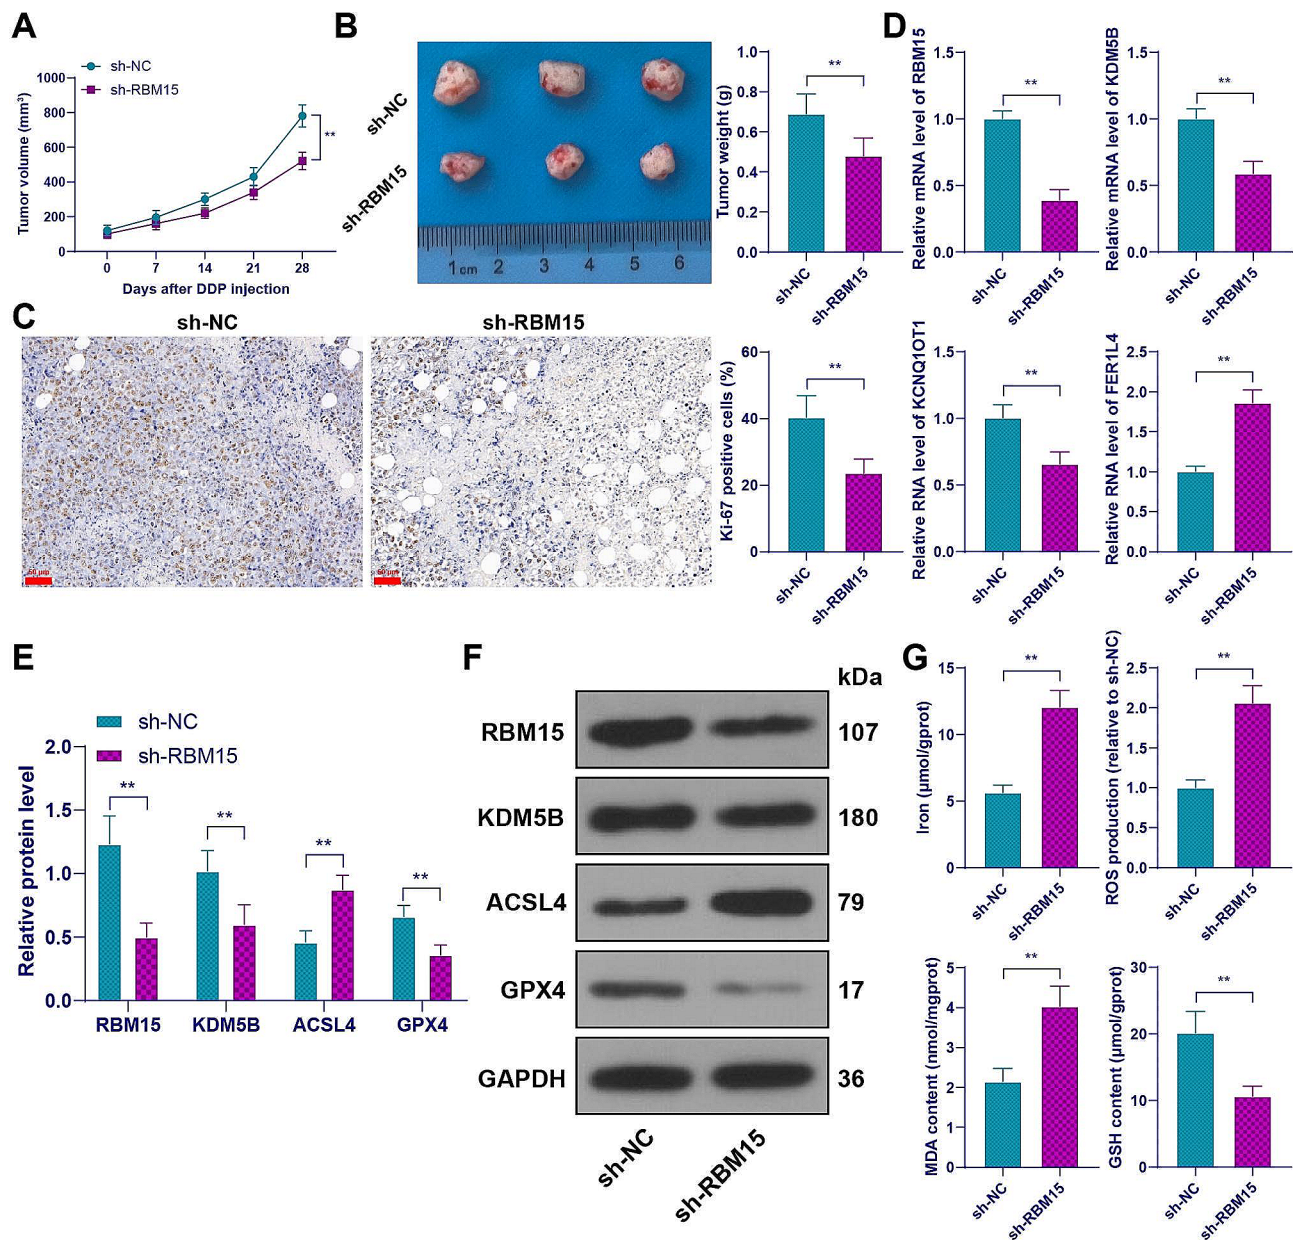 A
sh-NC
sh-RBM15
Tumor volume (mm³)
1000
800
600
400
200
0
**
0 7 14 21 28
Days after DDP injection
B
sh-NC
sh-RBM15
1 cm 2 3 4 5 6
Tumor weight (g)
1.0
0.8
0.6
0.4
0.2
0.0
**
sh-NC
sh-RBM15
C
sh-NC
sh-RBM15
50 μm
50 μm
Ki-67 positive cells (%)
60
40
20
0
**
sh-NC
sh-RBM15
D
Relative mRNA level of RBM15
1.5
1.0
0.5
0.0
**
sh-NC
sh-RBM15
Relative mRNA level of KDM5B
1.5
1.0
0.5
0.0
**
sh-NC
sh-RBM15
Relative RNA level of KCNQ1OT1
1.5
1.0
0.5
0.0
**
sh-NC
sh-RBM15
Relative RNA level of FER1L4
2.5
2.0
1.5
1.0
0.5
0.0
**
sh-NC
sh-RBM15
E
sh-NC
sh-RBM15
Relative protein level
2.0
1.5
1.0
0.5
0.0
**
**
**
**
RBM15 KDM5B ACSL4 GPX4
F
kDa
RBM15 107
KDM5B 180
ACSL4 79
GPX4 17
GAPDH 36
sh-NC
sh-RBM15
G
Iron (μmol/gprot)
15
10
5
0
**
sh-NC
sh-RBM15
ROS production (relative to sh-NC)
2.5
2.0
1.5
1.0
0.5
0.0
**
sh-NC
sh-RBM15
MDA content (nmol/mgprot)
5
4
3
2
1
0
**
sh-NC
sh-RBM15
GSH content (μmol/gprot)
30
20
10
0
**
sh-NC
sh-RBM15